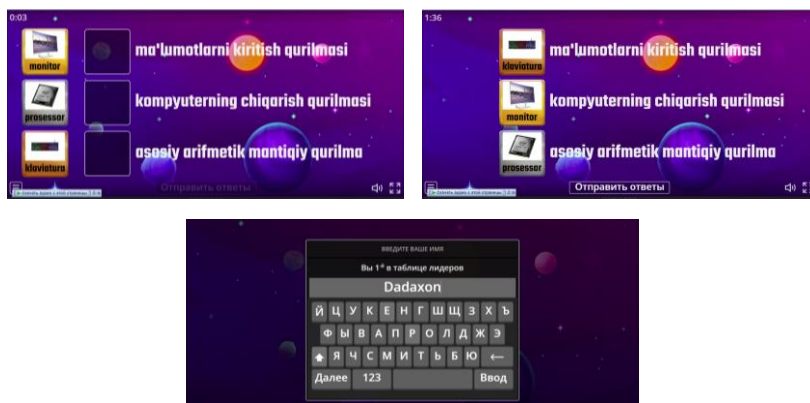 0:03
monitor
ma'lumotlarni kiritish qurilmasi
prosessor
kompyuterning chiqarish qurilmasi
klaviatura
asosiy arifmetik mantiqiy qurilma
Отправить ответы
1:36
klaviatura
ma'lumotlarni kiritish qurilmasi
monitor
kompyuterning chiqarish qurilmasi
prosessor
asosiy arifmetik mantiqiy qurilma
Отправить ответы
ВВЕДИТЕ ВАШЕ ИМЯ
Вы 1-й в таблице лидеров
Dadaxon
Й Ц У К Е Н Г Ш Щ З Х Ъ
Ф Ы В А П Р О Л Д Ж Э
Я Ч С М И Т Ь Б Ю ←
Далее 123 Ввод